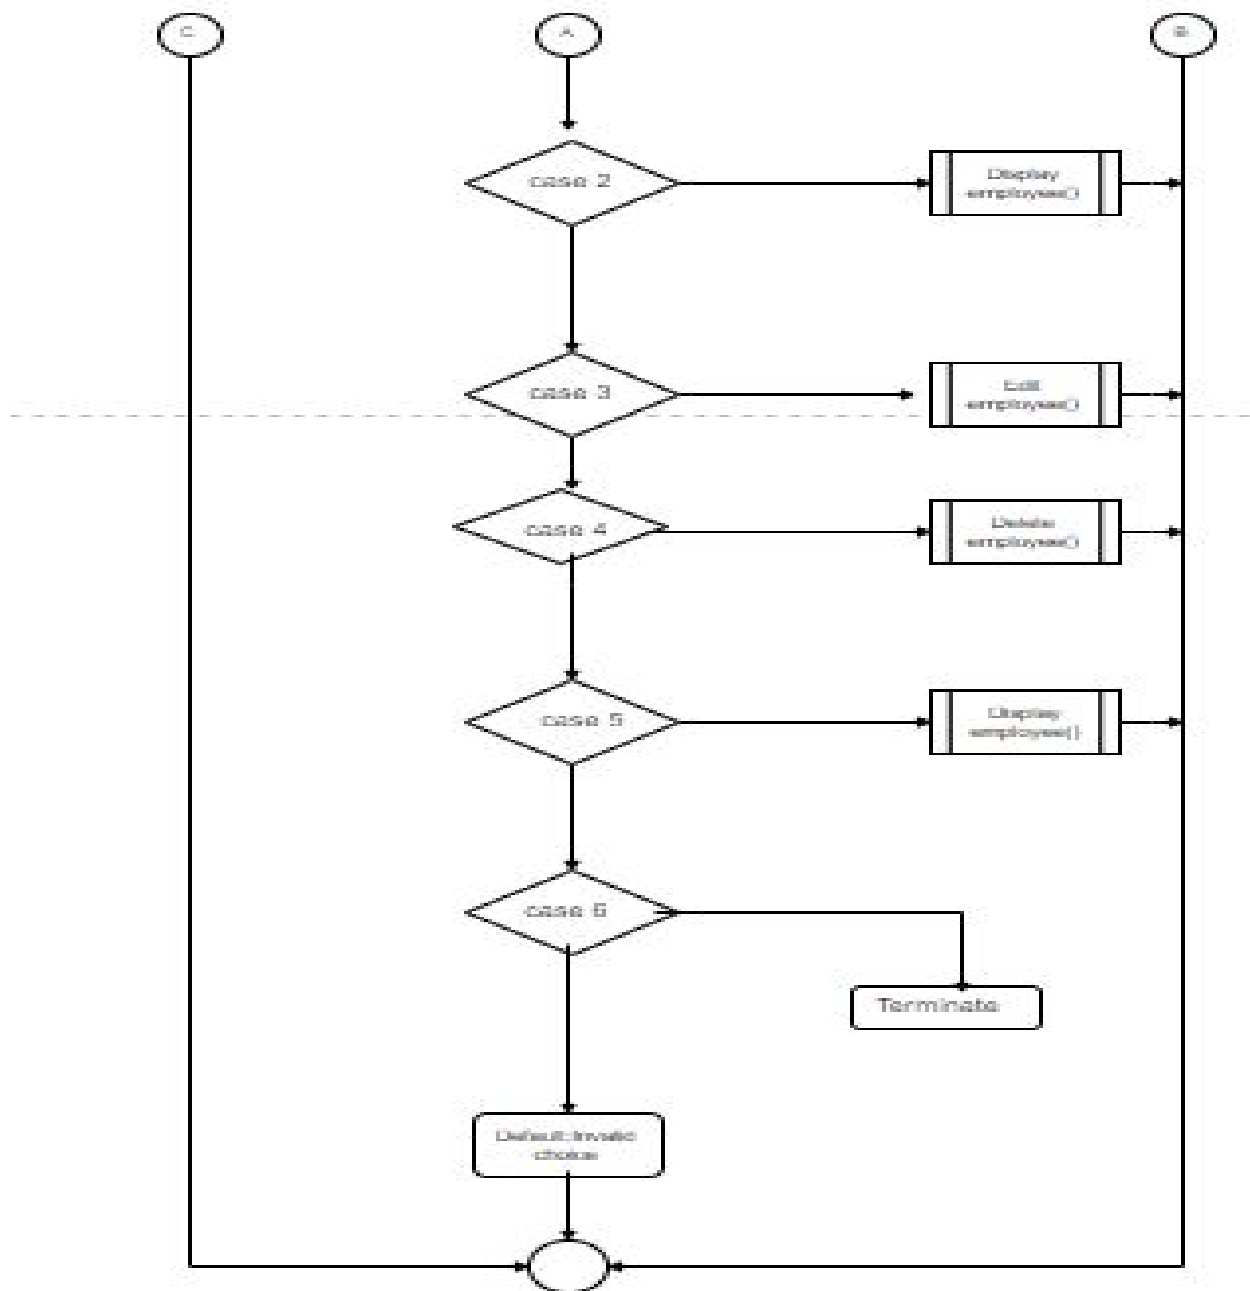 C
A
B
case 2
Display
employee()
case 3
Edit
employee()
case 4
Delete
employee()
case 5
Display
employee()
case 6
Terminate
Default:Invalid
choice